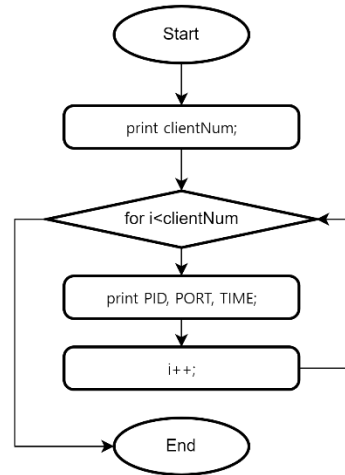 Start
print clientNum;
for i<clientNum
print PID, PORT, TIME;
i++;
End